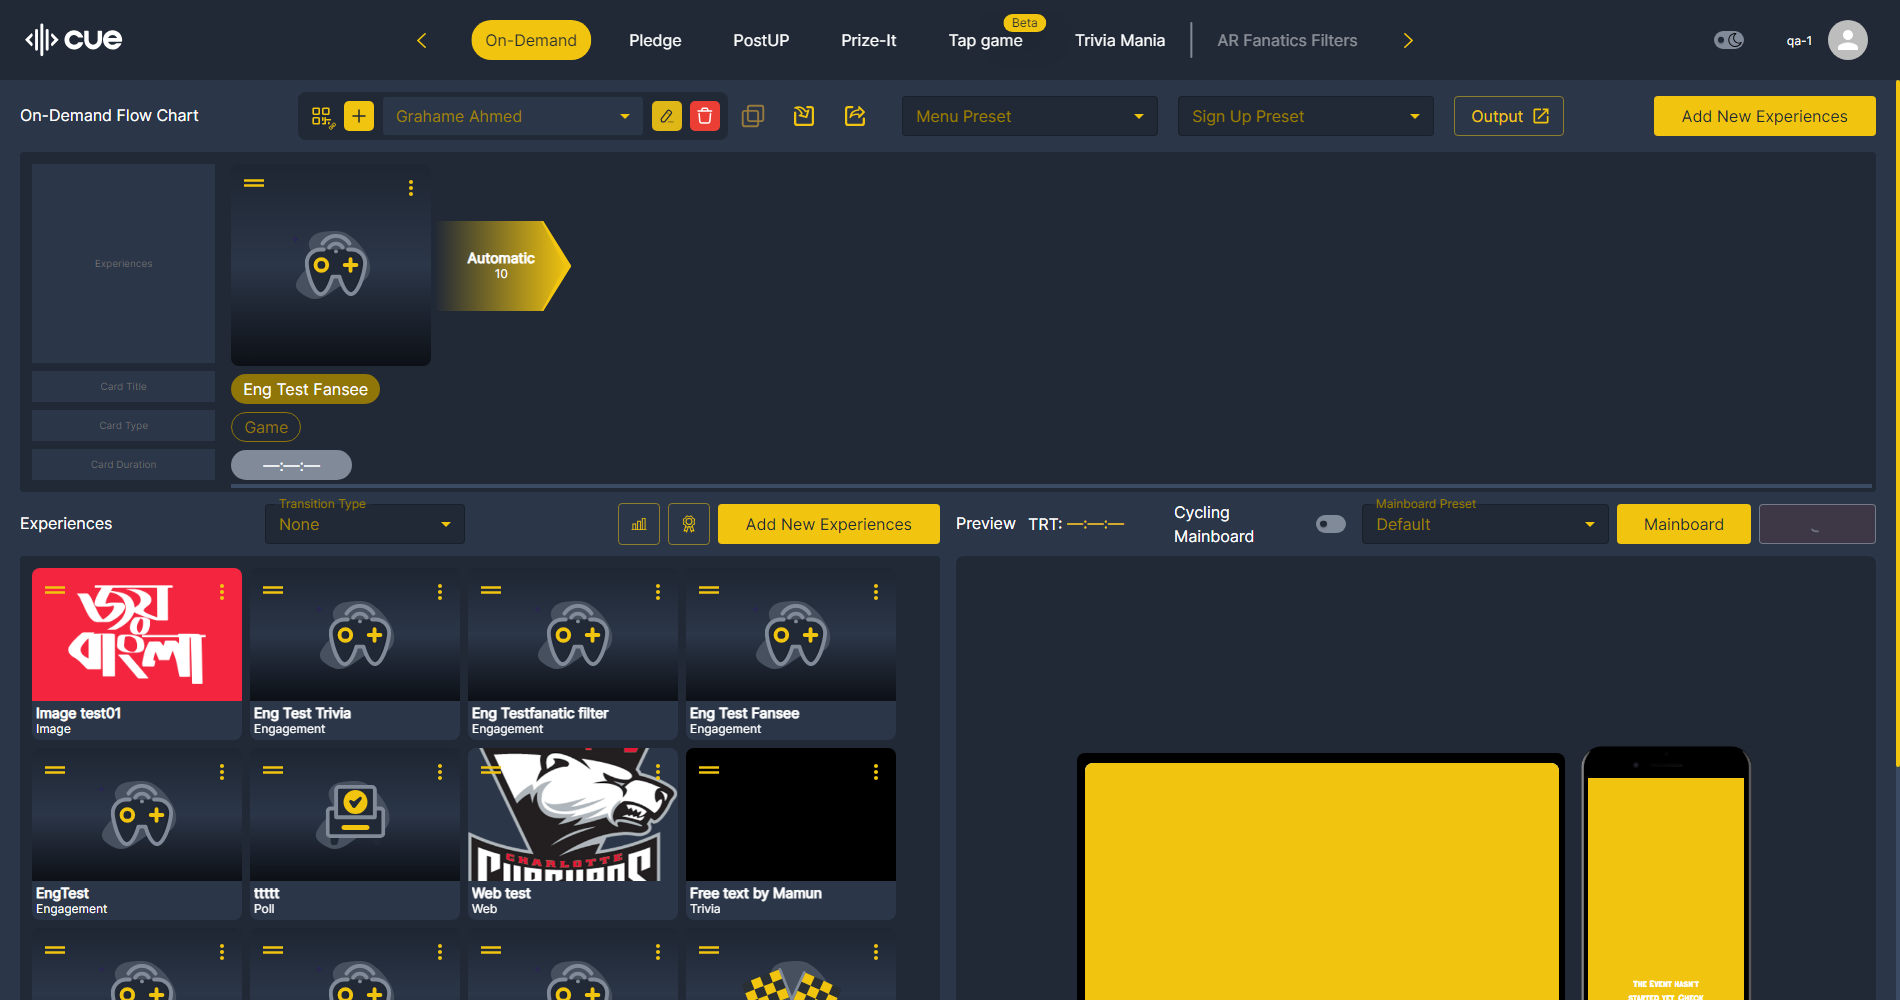 cue
On-Demand
Pledge
PostUP
Prize-It
Tap game
Beta
Trivia Mania
AR Fanatics Filters
qa-1
On-Demand Flow Chart
Grahame Ahmed
Menu Preset
Sign Up Preset
Output
Add New Experiences
Experiences
Automatic
10
Card Title
Eng Test Fansee
Card Type
Game
Card Duration
—:—:—
Experiences
Transition Type
None
Add New Experiences
Preview
TRT: —:—:—
Cycling
Mainboard
Mainboard Preset
Default
Mainboard
জয়
বাংলা
Image test01
Image
Eng Test Trivia
Engagement
Eng Testfanatic filter
Engagement
Eng Test Fansee
Engagement
EngTest
Engagement
ttttt
Poll
CHARLOTTE
Web test
Web
Free text by Mamun
Trivia
The Event hasn't
started yet. Check